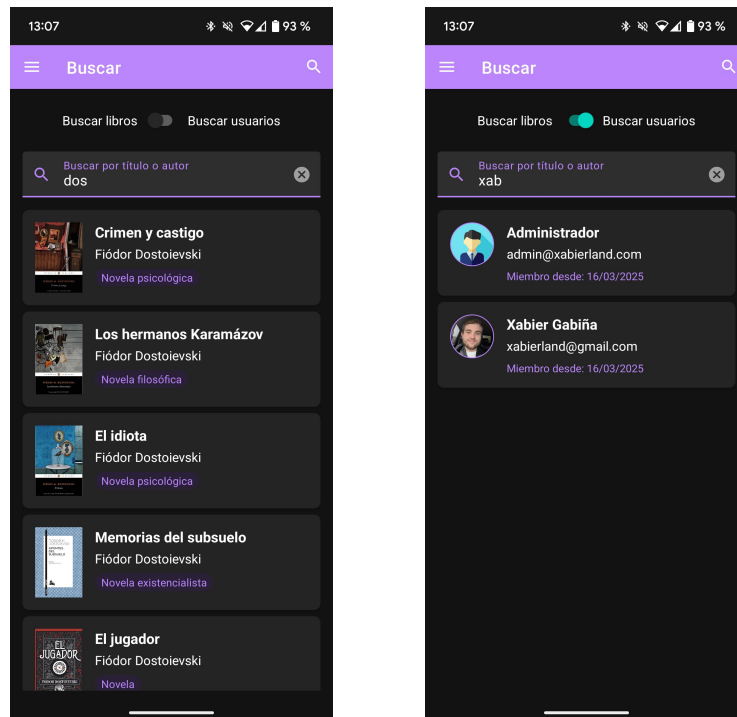 13:07
93 %
Buscar
Buscar libros
Buscar usuarios
Buscar por título o autor
dos
Crimen y castigo
Fiódor Dostoievski
Novela psicológica
Los hermanos Karamázov
Fiódor Dostoievski
Novela filosófica
El idiota
Fiódor Dostoievski
Novela psicológica
Memorias del subsuelo
Fiódor Dostoievski
Novela existencialista
EL
JUGADOR
El jugador
Fiódor Dostoievski
Novela
13:07
93 %
Buscar
Buscar libros
Buscar usuarios
Buscar por título o autor
xab
Administrador
admin@xabierland.com
Miembro desde: 16/03/2025
Xabier Gabiña
xabierland@gmail.com
Miembro desde: 16/03/2025